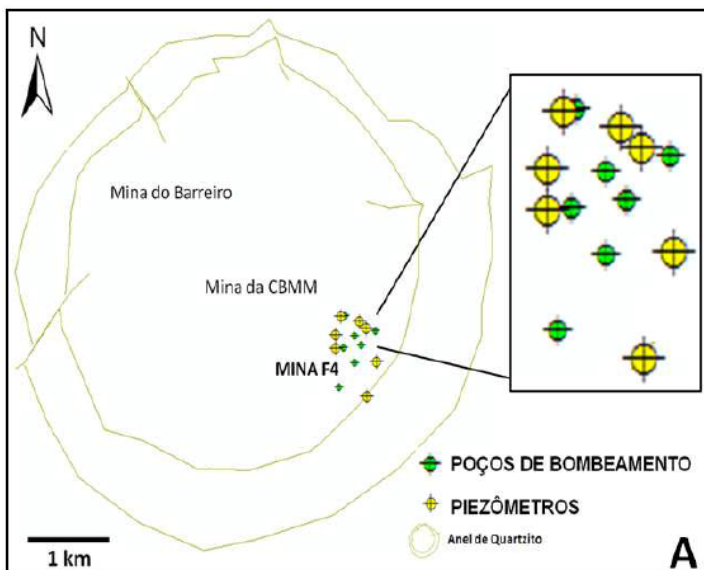 N
Mina do Barreiro
Mina da CBMM
MINA F4
POÇOS DE BOMBEAMENTO
PIEZÔMETROS
Anel de Quartzito
1 km
A